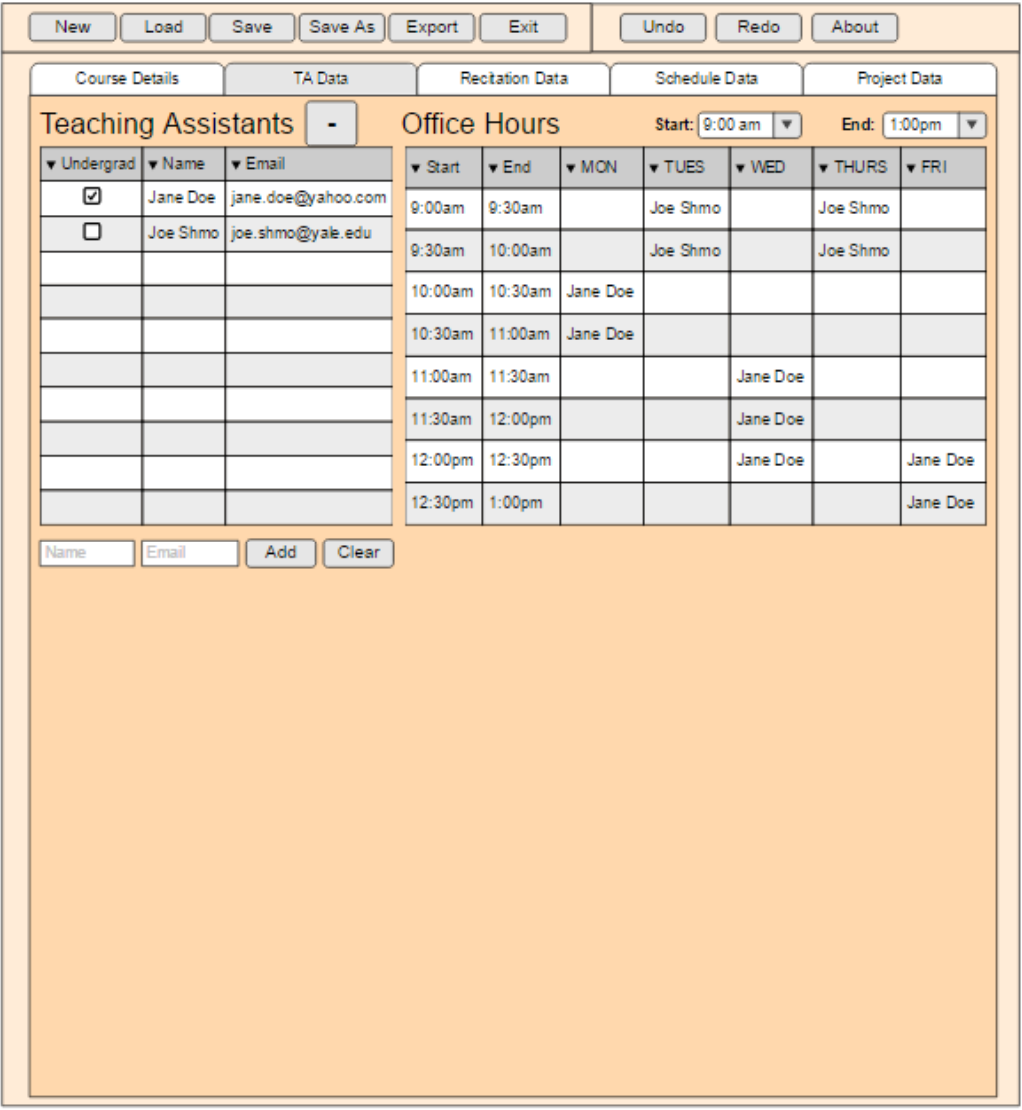 New Load Save Save As Export Exit Undo Redo About
Course Details TA Data Recitation Data Schedule Data Project Data
Teaching Assistants - Office Hours Start: 9:00 am ▼ End: 1:00pm ▼
▼ Undergrad ▼ Name ▼ Email
Jane Doe jane.doe@yahoo.com
Joe Shmo joe.shmo@yale.edu
▼ Start ▼ End ▼ MON ▼ TUES ▼ WED ▼ THURS ▼ FRI
9:00am 9:30am Joe Shmo Joe Shmo
9:30am 10:00am Joe Shmo Joe Shmo
10:00am 10:30am Jane Doe
10:30am 11:00am Jane Doe
11:00am 11:30am Jane Doe
11:30am 12:00pm Jane Doe
12:00pm 12:30pm Jane Doe Jane Doe
12:30pm 1:00pm Jane Doe
Name Email Add Clear